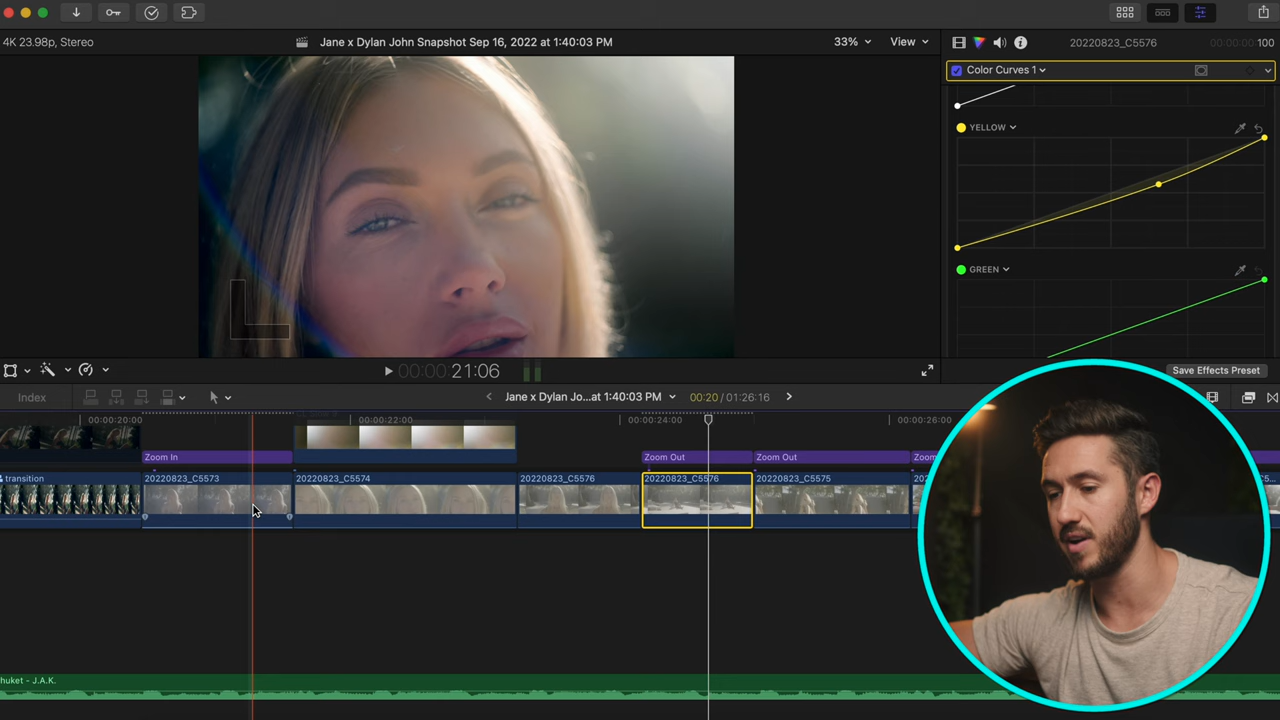 4K 23.98p, Stereo
Jane x Dylan John Snapshot Sep 16, 2022 at 1:40:03 PM
33%
View
20220823_C5576
00:00:00:00:100
Color Curves 1
YELLOW
GREEN
Save Effects Preset
00:00:21:06
Index
Jane x Dylan Jo...at 1:40:03 PM
00:20 / 01:26:16
00:00:20:00
00:00:22:00
00:00:24:00
00:00:26:00
Zoom In
Zoom Out
Zoom Out
Zoom
transition
20220823_C5573
20220823_C5574
20220823_C5576
20220823_C5576
20220823_C5575
huket - J.A.K.